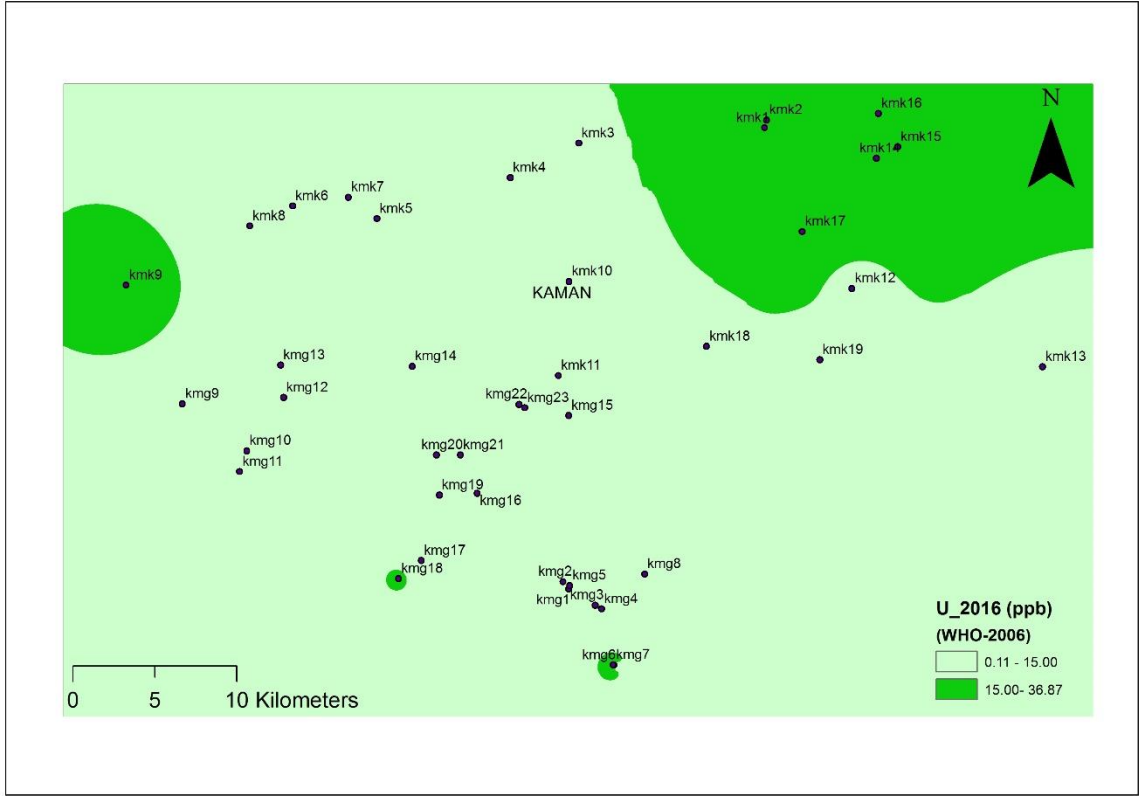 kmk16
N
kmk2
kmk1
kmk15
kmk3
kmk14
kmk4
kmk7
kmk6
kmk5
kmk8
kmk17
kmk9
kmk10
kmk12
KAMAN
kmk18
kmk19
kmk13
kmg13
kmg14
kmk11
kmg12
kmg9
kmg22 kmg23
kmg15
kmg10
kmg20 kmg21
kmg11
kmg19
kmg16
kmg17
kmg18
kmg2 kmg5
kmg8
kmg1 kmg3 kmg4
U_2016 (ppb)
(WHO-2006)
kmg6kmg7
0.11 - 15.00
15.00- 36.87
0 5 10 Kilometers